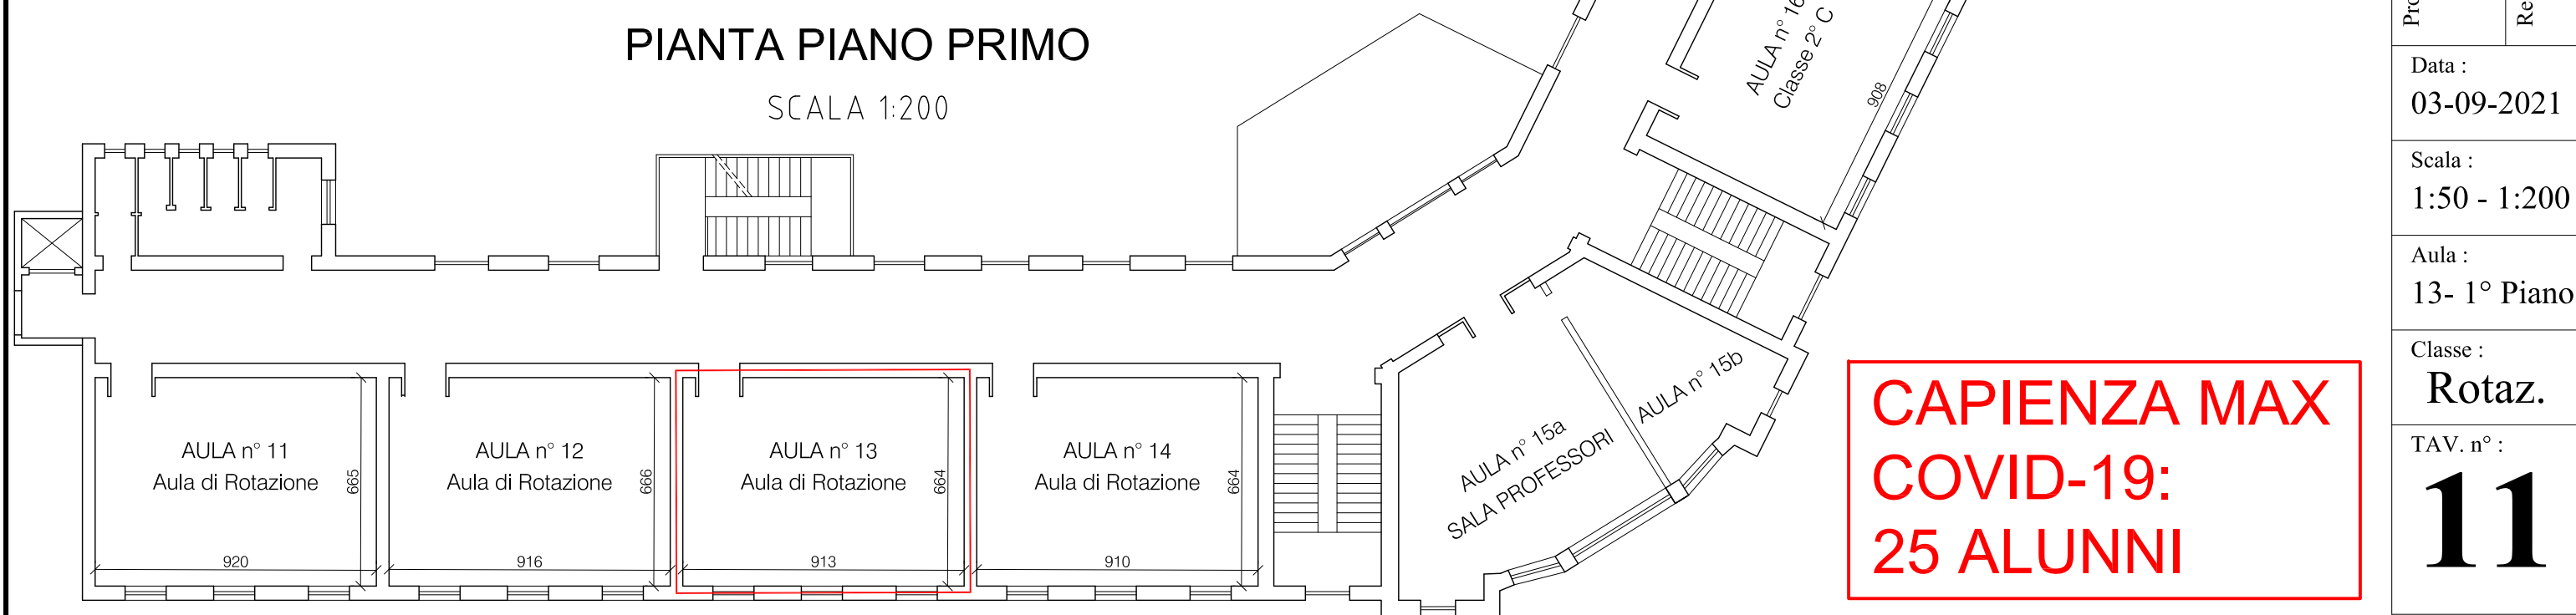 PIANTA PIANO PRIMO
SCALA 1:200
AULA n° 16
Classe 2° C
908
AULA n° 11
Aula di Rotazione
665
920
AULA n° 12
Aula di Rotazione
666
916
AULA n° 13
Aula di Rotazione
664
913
AULA n° 14
Aula di Rotazione
664
910
AULA n° 15a
SALA PROFESSORI
AULA n° 15b
CAPIENZA MAX
COVID-19:
25 ALUNNI
Data :
03-09-2021
Scala :
1:50 - 1:200
Aula :
13- 1° Piano
Classe :
Rotaz.
TAV. n° :
11